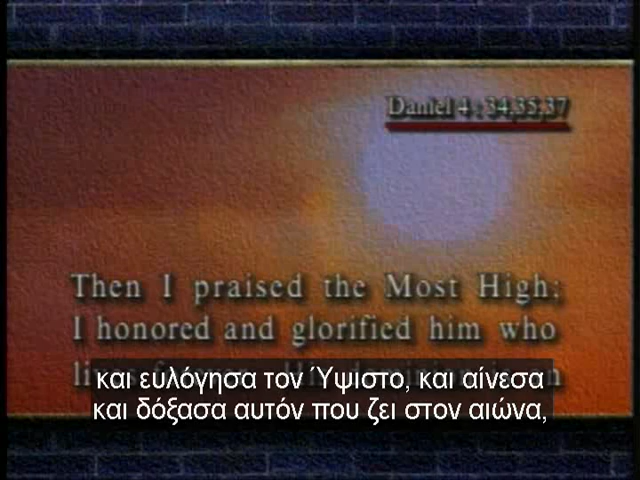 Daniel 4 : 34,35,37
Then I praised the Most High;
I honored and glorified him who
και ευλόγησα τον Ύψιστο, και αίνεσα
και δόξασα αυτόν που ζει στον αιώνα,